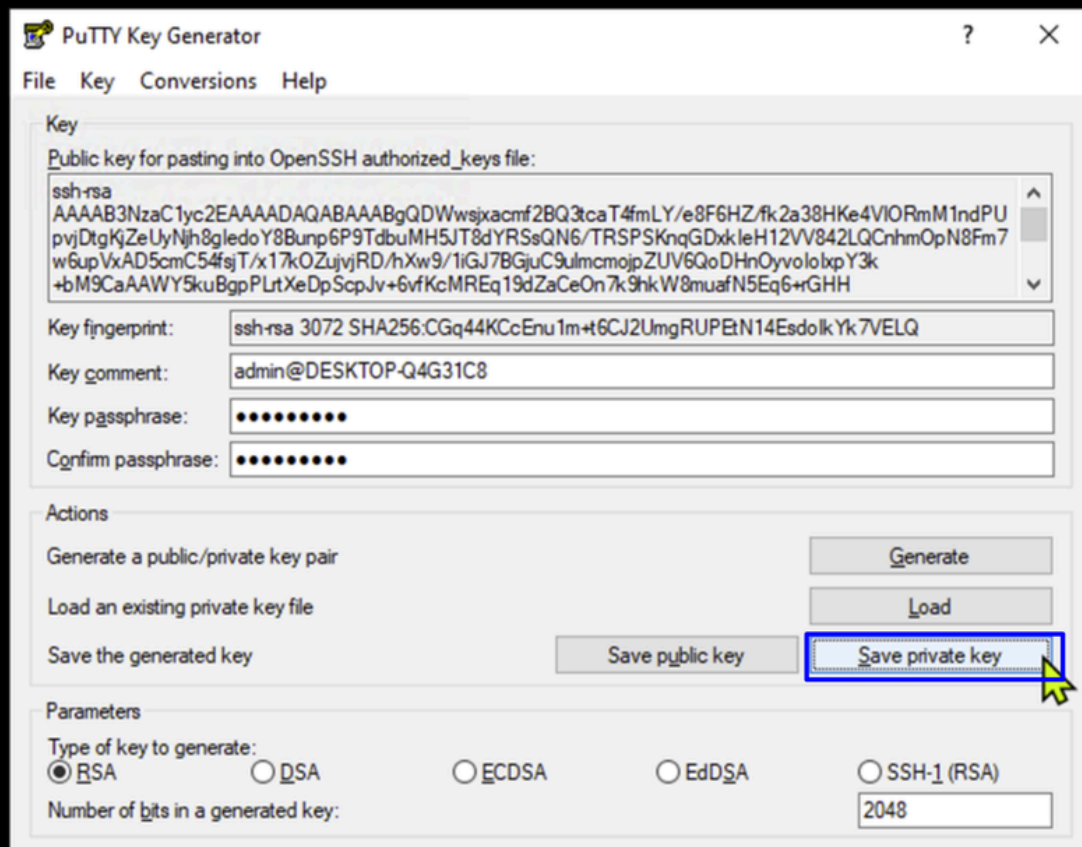 PuTTY Key Generator
? ×
File Key Conversions Help
Key
Public key for pasting into OpenSSH authorized_keys file:
ssh-rsa
AAAAB3NzaC1yc2EAAAADAQABAAABgQDWwsjxacmf2BQ3tcaT4fmLY/e8F6HZ/fk2a38HKe4VIORmM1ndPU
pvjDtgKjZeUyNjh8gledoY8Bunp6P9TdbuMH5JT8dYRSsQN6/TRSPSKnqGDxkleH12VV842LQCnhmOpN8Fm7
w6upVxAD5cmC54fsjT/x17kOZujvjRD/hXw9/1iGJ7BGjuC9ulmcmojpZUV6QoDHnOyvoloIxpY3k
+bM9CaAAWY5kuBgpPLrtXeDpScpJv+6vfKcMREq19dZaCeOn7k9hkW8muafN5Eq6+rGHH
Key fingerprint: ssh-rsa 3072 SHA256:CGq44KCcEnu1m+t6CJ2UmgRUPEtN14EsdolkYk7VELQ
Key comment: admin@DESKTOP-Q4G31C8
Key passphrase: ●●●●●●●●●
Confirm passphrase: ●●●●●●●●●
Actions
Generate a public/private key pair Generate
Load an existing private key file Load
Save the generated key Save public key Save private key
Parameters
Type of key to generate:
RSA DSA ECDSA EdDSA SSH-1 (RSA)
Number of bits in a generated key: 2048